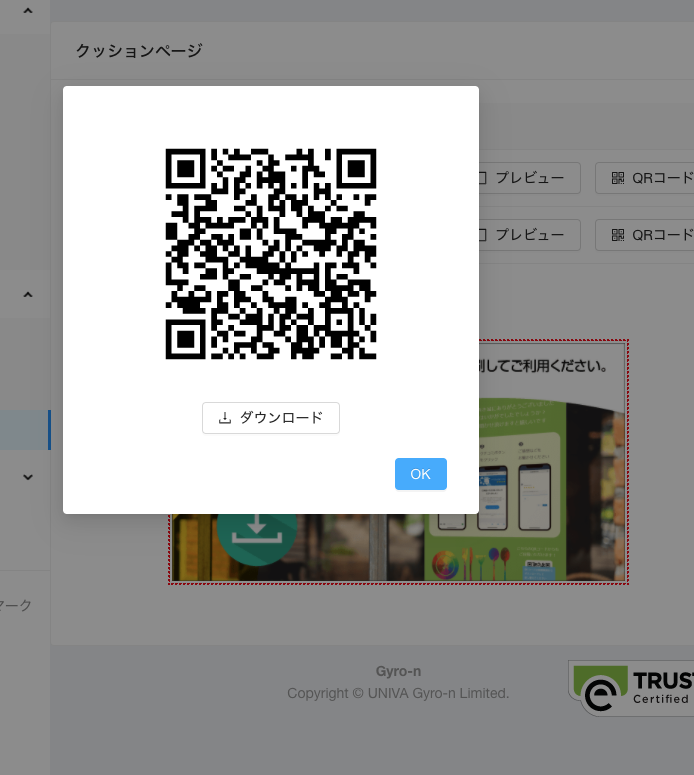 クッションページ
プレビュー
QRコード
プレビュー
QRコード
刷してご利用ください。
ダウンロード
OK
マーク
Gyro-n
Copyright © UNIVA Gyro-n Limited.
TRUST
Certified